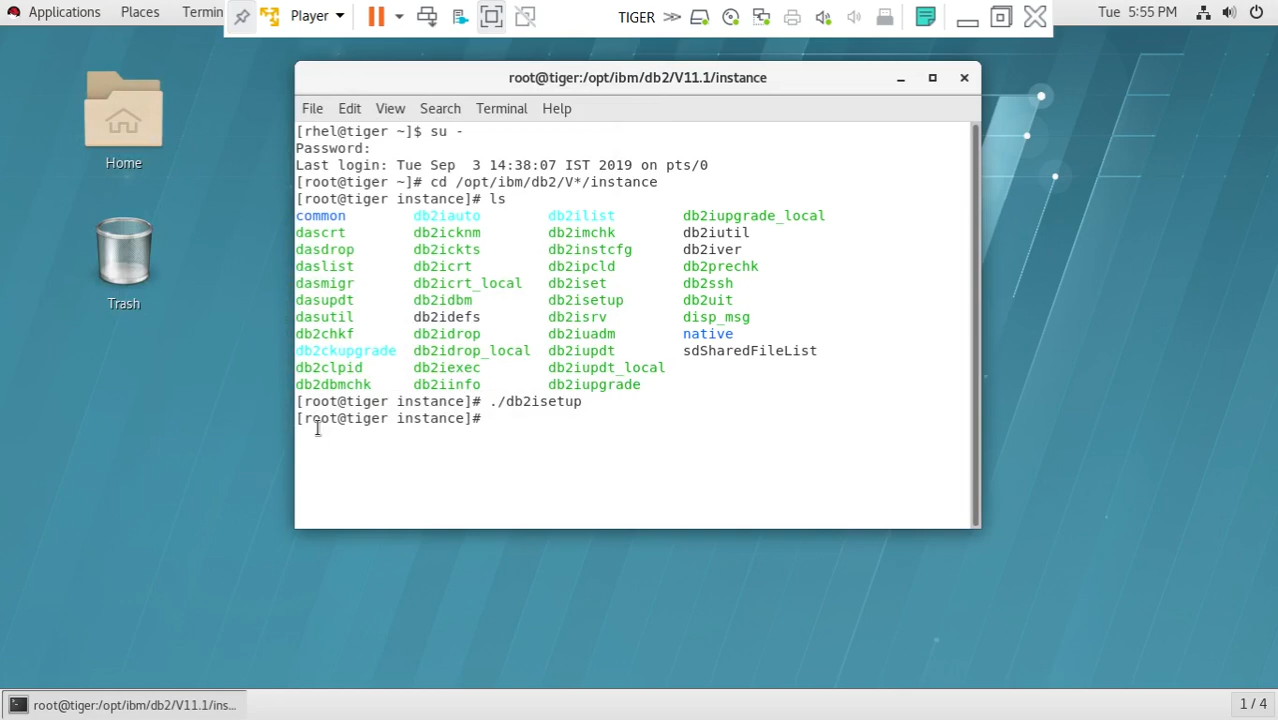 Applications Places Termin Player TIGER Tue 5:55 PM
root@tiger:/opt/ibm/db2/V11.1/instance
File Edit View Search Terminal Help
[rhel@tiger ~]$ su -
Password:
Last login: Tue Sep  3 14:38:07 IST 2019 on pts/0
[root@tiger ~]# cd /opt/ibm/db2/V*/instance
[root@tiger instance]# ls
common db2iauto db2ilist db2iupgrade_local
dascrt db2icknm db2imchk db2iutil
dasdrop db2ickts db2instcfg db2iver
daslist db2icrt db2ipcld db2prechk
dasmigr db2icrt_local db2iset db2ssh
dasupdt db2idbm db2isetup db2uit
dasutil db2idefs db2isrv disp_msg
db2chkf db2idrop db2iuadm native
db2ckupgrade db2idrop_local db2iupdt sdSharedFileList
db2clpid db2iexec db2iupdt_local
db2dbmchk db2iinfo db2iupgrade
[root@tiger instance]# ./db2isetup
[root@tiger instance]#
Home
Trash
root@tiger:/opt/ibm/db2/V11.1/ins...
1 / 4